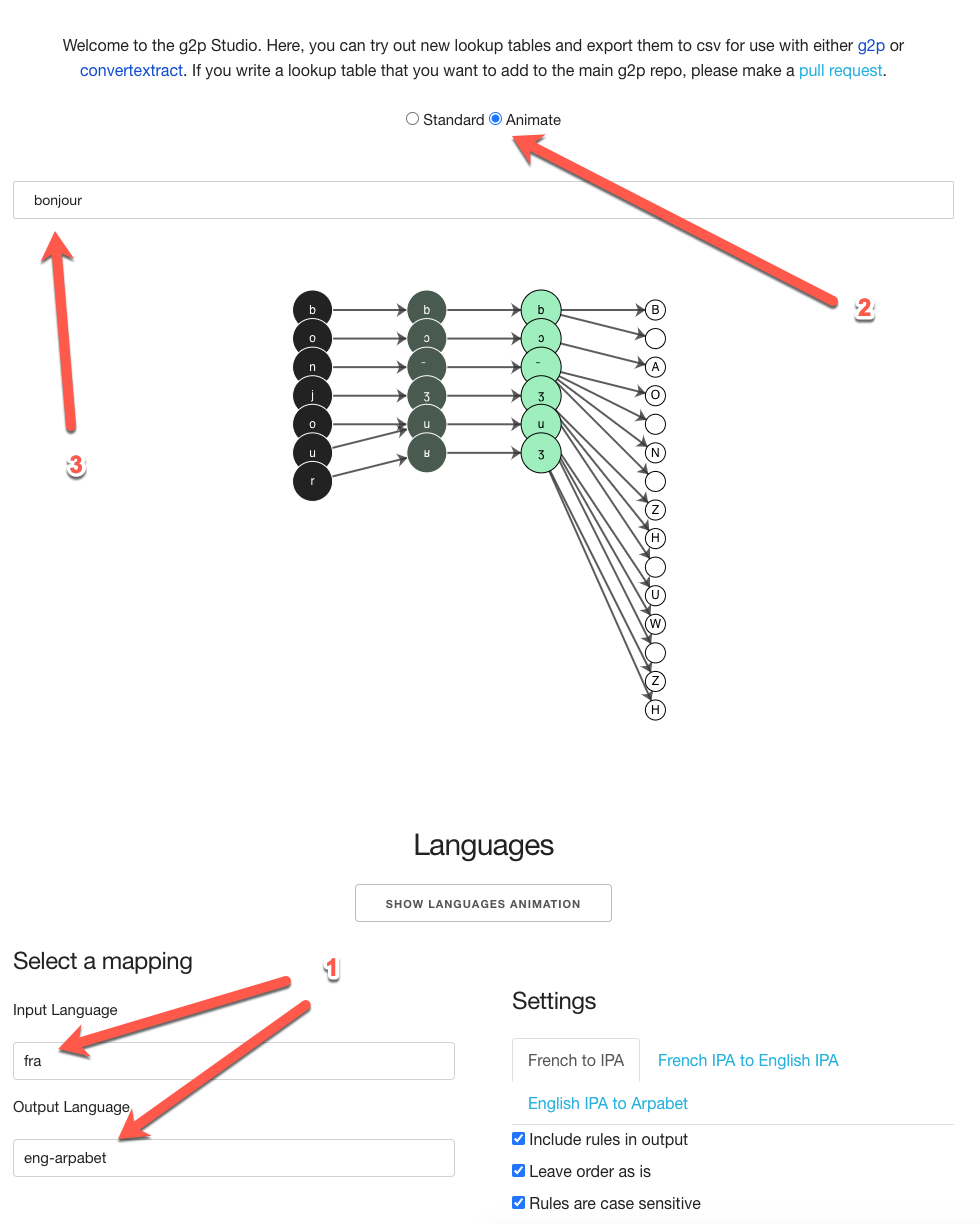 Welcome to the g2p Studio. Here, you can try out new lookup tables and export them to csv for use with either g2p or
convertextract. If you write a lookup table that you want to add to the main g2p repo, please make a pull request.
Standard Animate
bonjour
2
3
b b b B
o ɔ ɔ
n ̃ ̃ A
j ʒ ʒ O
o u u
u ʁ ʒ N
r
Z
H
U
W
Z
H
Languages
SHOW LANGUAGES ANIMATION
Select a mapping
1
Input Language
fra
Output Language
eng-arpabet
Settings
French to IPA French IPA to English IPA
English IPA to Arpabet
Include rules in output
Leave order as is
Rules are case sensitive